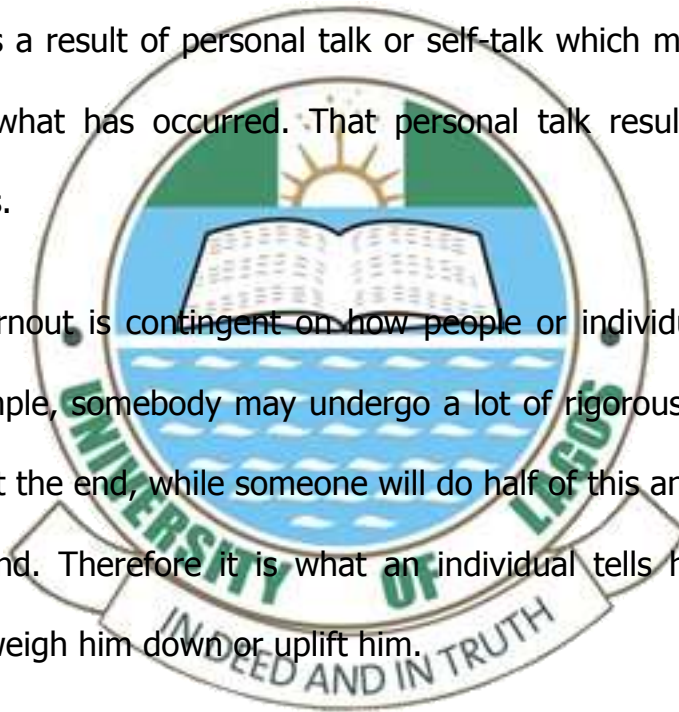 s a result of personal talk or self-talk which m
what has occurred. That personal talk resul
s.
rnout is contingent on how people or individu
nple, somebody may undergo a lot of rigorous
t the end, while someone will do half of this an
nd. Therefore it is what an individual tells h
weigh him down or uplift him.
UNIVERSITY OF LAGOS
IN DEED AND IN TRUTH